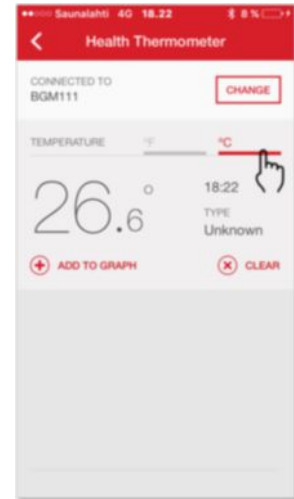 Saunalahti 4G 18.22 8 %
Health Thermometer
CONNECTED TO
BGM111
CHANGE
TEMPERATURE °F °C
26.6°
18:22
TYPE
Unknown
ADD TO GRAPH
CLEAR